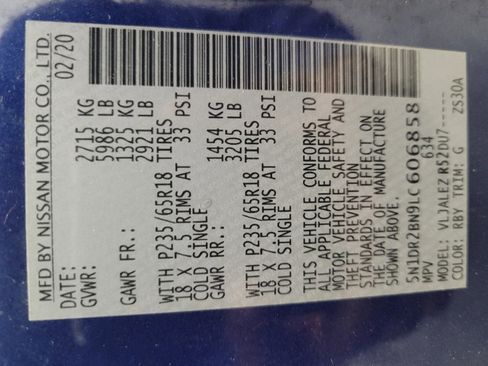 MFD BY NISSAN MOTOR CO., LTD.
DATE: 02/20
GVWR: 2715 KG
5986 LB
GAWR FR.: 1325 KG
2921 LB
WITH P235/65R18 TIRES
18 X 7.5 RIMS AT 33 PSI
COLD SINGLE
GAWR RR.: 1454 KG
3205 LB
WITH P235/65R18 TIRES
18 X 7.5 RIMS AT 33 PSI
COLD SINGLE
THIS VEHICLE CONFORMS TO
ALL APPLICABLE FEDERAL
MOTOR VEHICLE SAFETY AND
THEFT PREVENTION
STANDARDS IN EFFECT ON
THE DATE OF MANUFACTURE
SHOWN ABOVE.
5N1DR2BN9LC606858
MPV 634
MODEL: VLJALEZ R52DU7-----
COLOR: RBY TRIM: G ZS30A